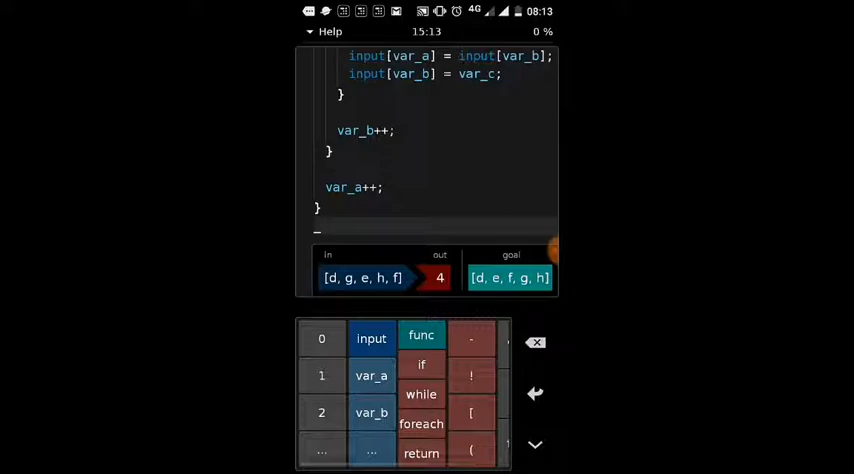 4G 08:13
Help 15:13 0 %
input[var_a] = input[var_b];
input[var_b] = var_c;
}
var_b++;
}
var_a++;
}
_
in out goal
[d, g, e, h, f] 4 [d, e, f, g, h]
0 input func -
1 var_a if !
2 var_b while [
... ... foreach (
return